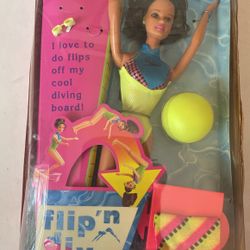 I love to
do flips
off my
cool
diving
board!
flip'n